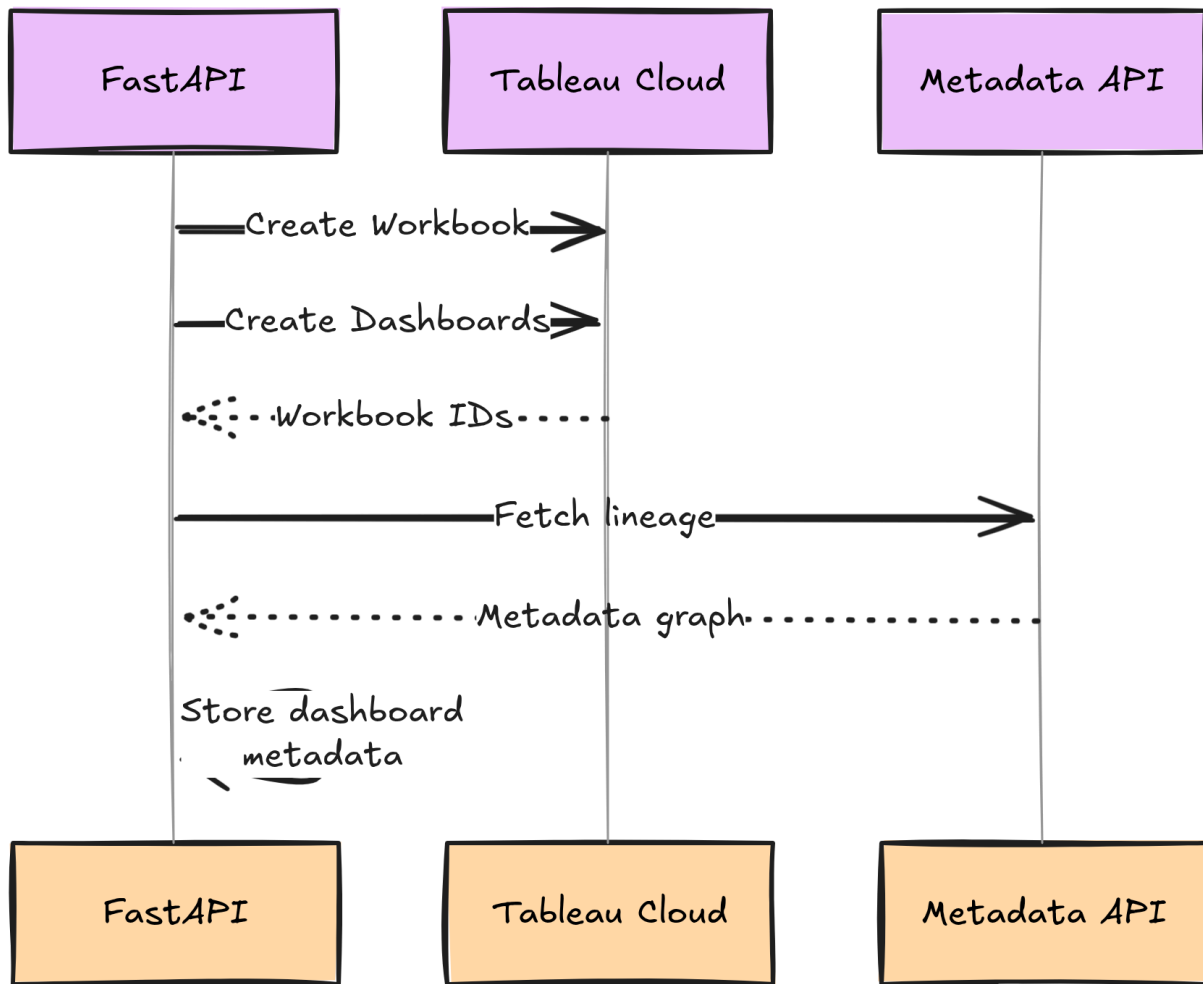 FastAPI
Tableau Cloud
Metadata API
Create Workbook
Create Dashboards
Workbook IDs
Fetch lineage
Metadata graph
Store dashboard
metadata
FastAPI
Tableau Cloud
Metadata API